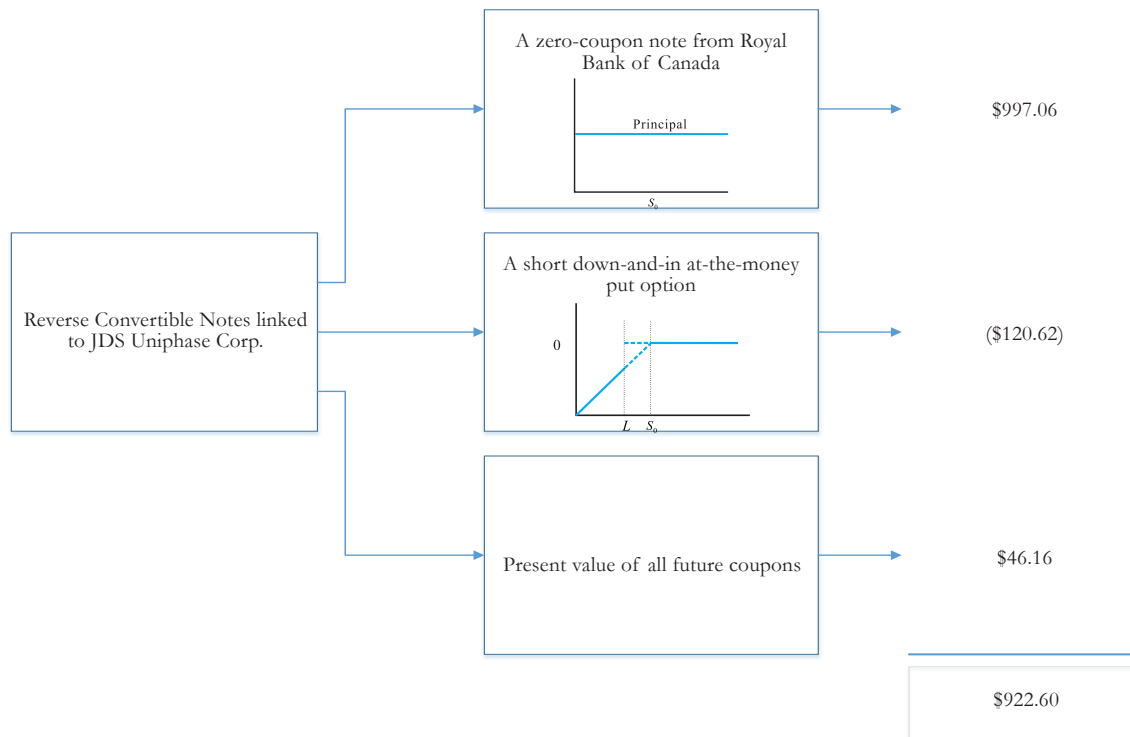 A zero-coupon note from Royal
Bank of Canada
Principal
S₀
$997.06
Reverse Convertible Notes linked
to JDS Uniphase Corp.
A short down-and-in at-the-money
put option
0
L S₀
($120.62)
Present value of all future coupons
$46.16
$922.60